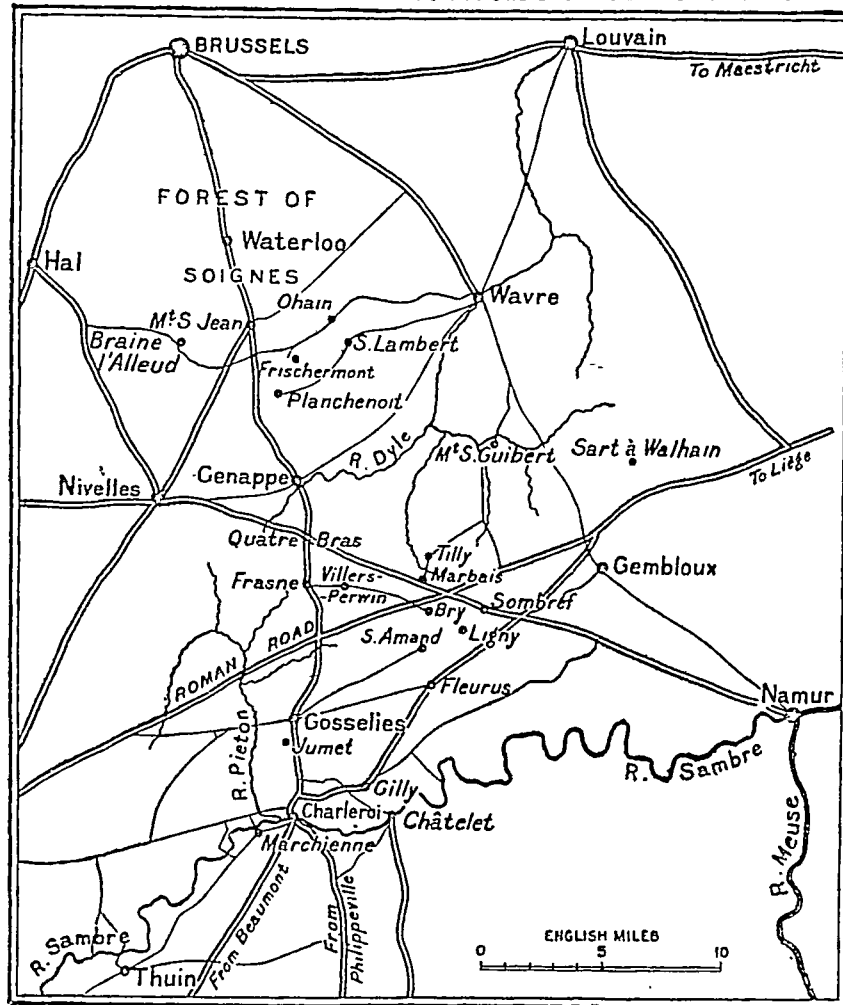 BRUSSELS
Louvain
To Maestricht
FOREST OF
Waterloo
SOIGNES
Hal
Ohain
Wavre
Mt S Jean
Braine
l'Alleud
S. Lambert
Frischermont
Planchenoit
R. Dyle
Mt S. Guibert
Sart à Walhain
To Liége
Genappe
Nivelles
Quatre Bras
Tilly
Marbais
Gembloux
Frasne
Villers-
-Perwin
Bry
Sombref
Ligny
S. Amand
ROMAN ROAD
Fleurus
Namur
Gosselies
Jumet
R. Pieton
R. Sambre
Gilly
Charleroi
Châtelet
Marchienne
R. Meuse
From Beaumont
From
Philippeville
R. Sambre
Thuin
ENGLISH MILES
0 5 10